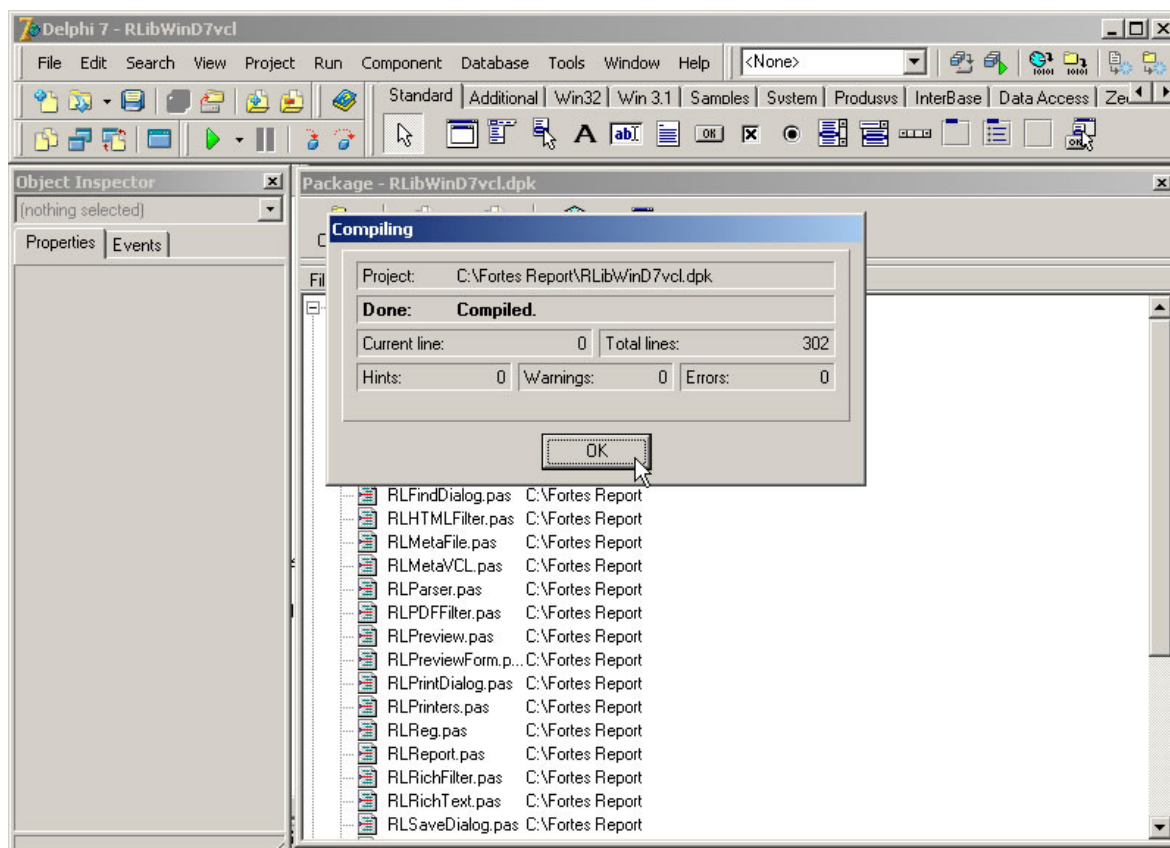 Delphi 7 - RLibWinD7vcl
File Edit Search View Project Run Component Database Tools Window Help <None>
Standard Additional Win32 Win 3.1 Samples System Produsys InterBase Data Access
Object Inspector
(nothing selected)
Properties Events
Package - RLibWinD7vcl.dpk
Compiling
Project: C:\Fortes Report\RLibWinD7vcl.dpk
Done: Compiled.
Current line: 0 Total lines: 302
Hints: 0 Warnings: 0 Errors: 0
OK
RLFindDialog.pas C:\Fortes Report
RLHTMLFilter.pas C:\Fortes Report
RLMetaFile.pas C:\Fortes Report
RLMetaVCL.pas C:\Fortes Report
RLParser.pas C:\Fortes Report
RLPDFFilter.pas C:\Fortes Report
RLPreview.pas C:\Fortes Report
RLPreviewForm.p... C:\Fortes Report
RLPrintDialog.pas C:\Fortes Report
RLPrinters.pas C:\Fortes Report
RLReg.pas C:\Fortes Report
RLReport.pas C:\Fortes Report
RLRichFilter.pas C:\Fortes Report
RLRichText.pas C:\Fortes Report
RLSaveDialog.pas C:\Fortes Report